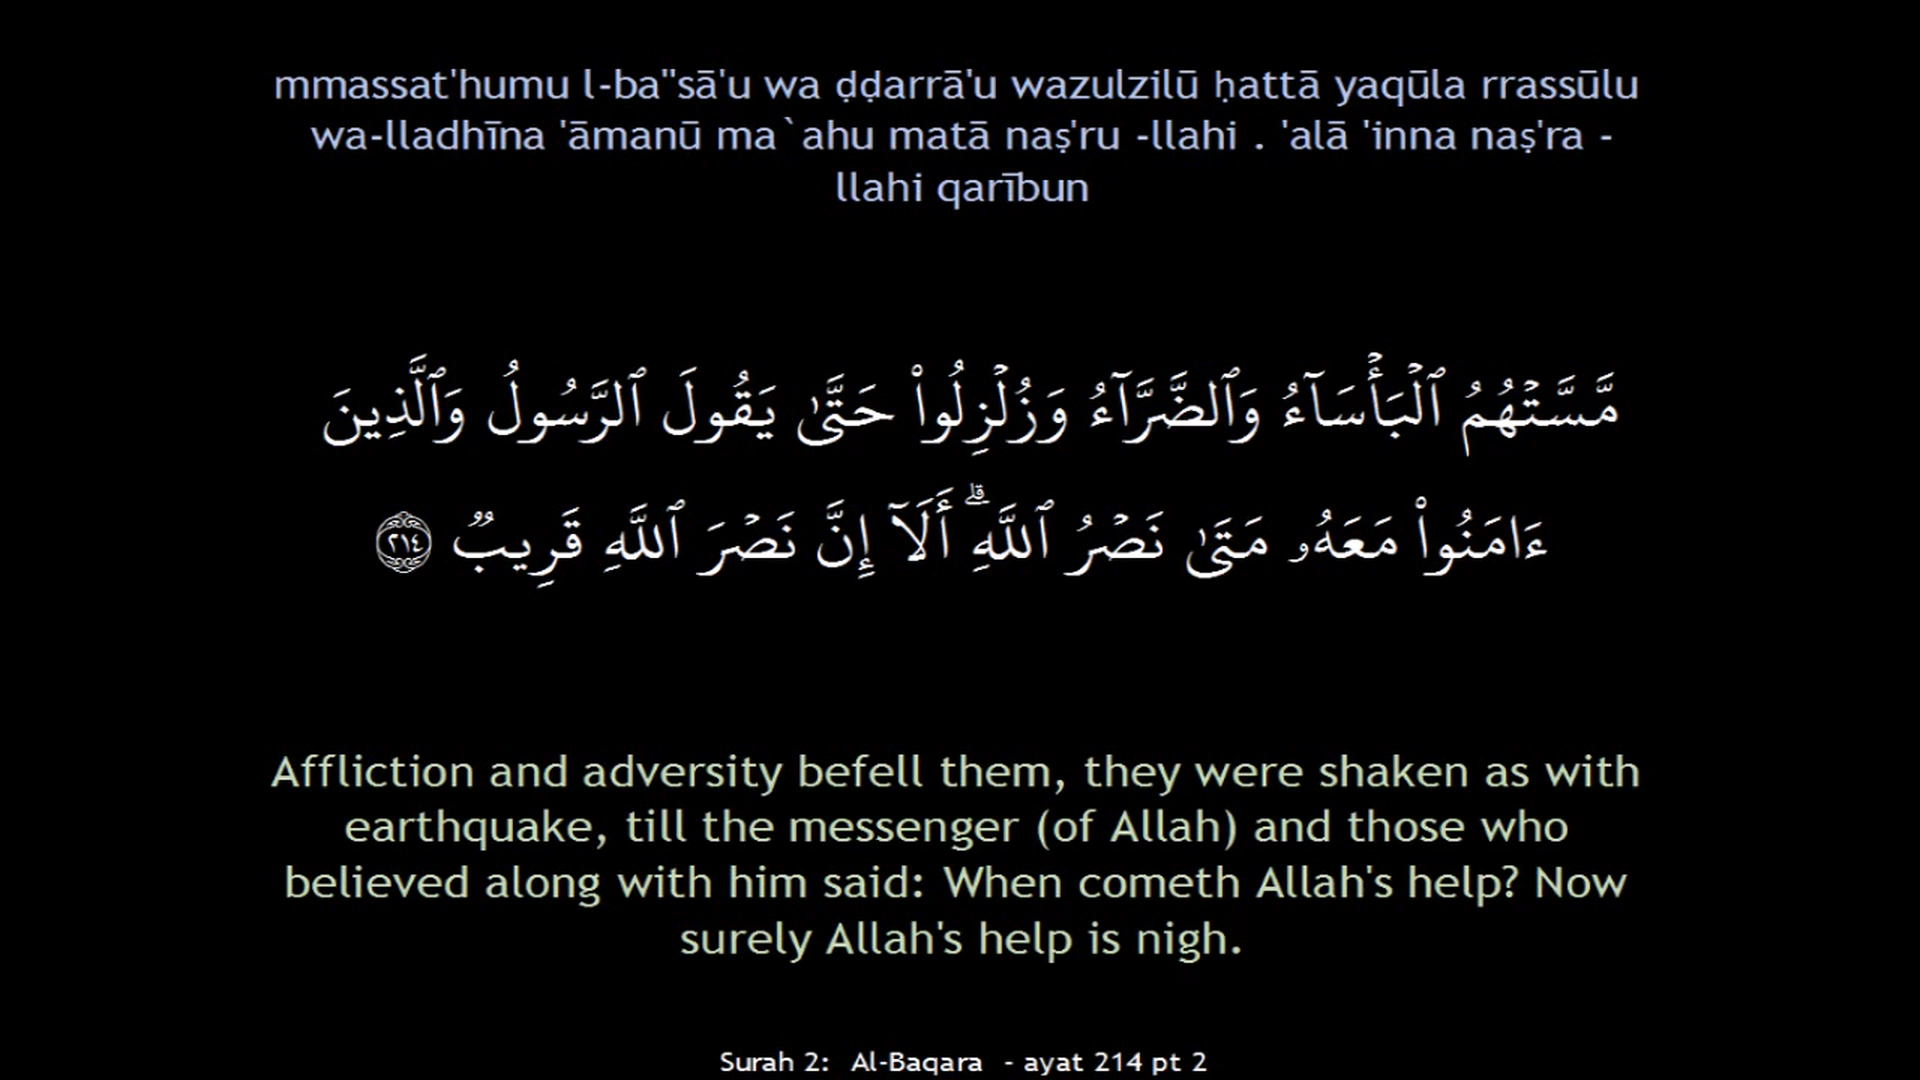 mmassat'humu l-ba"sā'u wa ḍḍarrā'u wazulzilū ḥattā yaqūla rrassūlu
wa-lladhīna 'āmanū ma`ahu matā naṣ'ru -llahi . 'alā 'inna naṣ'ra -
llahi qarībun
مَّسَّتۡهُمُ ٱلۡبَأۡسَآءُ وَٱلضَّرَّآءُ وَزُلۡزِلُواْ حَتَّىٰ يَقُولَ ٱلرَّسُولُ وَٱلَّذِينَ
ءَامَنُواْ مَعَهُۥ مَتَىٰ نَصۡرُ ٱللَّهِۗ أَلَآ إِنَّ نَصۡرَ ٱللَّهِ قَرِيبٞ ٢١٤
Affliction and adversity befell them, they were shaken as with
earthquake, till the messenger (of Allah) and those who
believed along with him said: When cometh Allah's help? Now
surely Allah's help is nigh.
Surah 2: Al-Baqara - ayat 214 pt 2